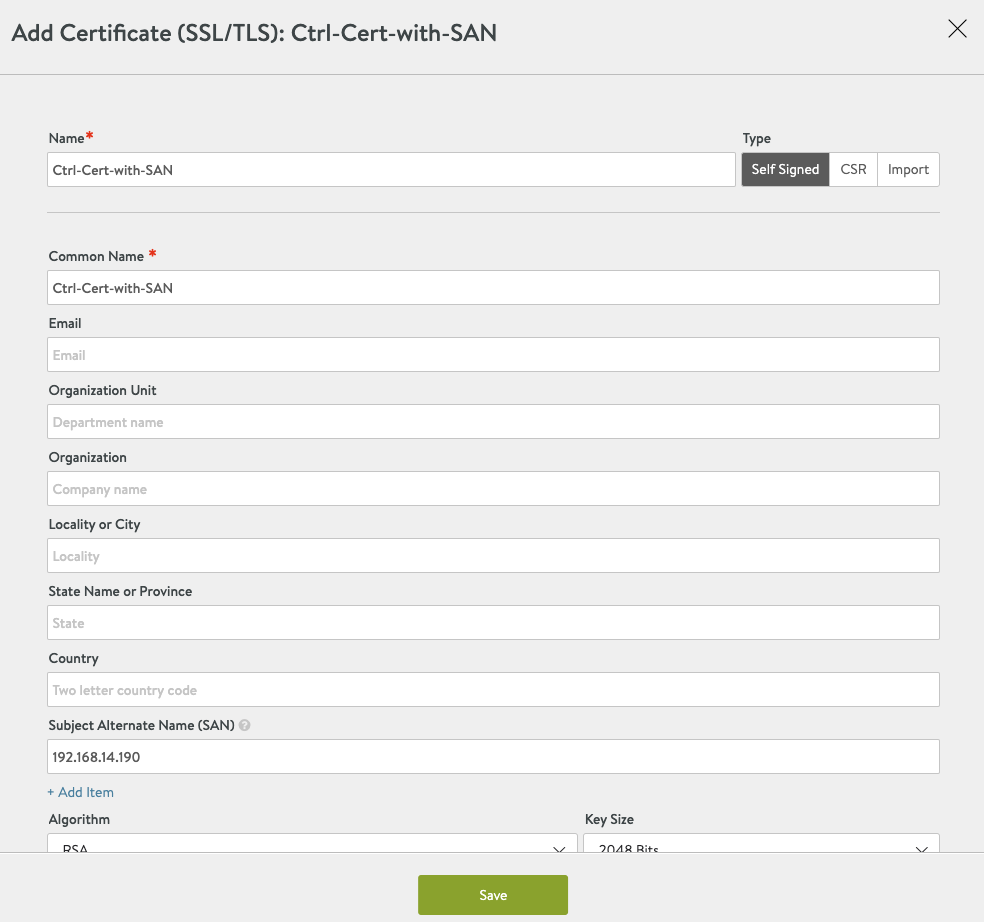 Add Certificate (SSL/TLS): Ctrl-Cert-with-SAN
Name* Type
Ctrl-Cert-with-SAN Self Signed CSR Import
Common Name *
Ctrl-Cert-with-SAN
Email
Email
Organization Unit
Department name
Organization
Company name
Locality or City
Locality
State Name or Province
State
Country
Two letter country code
Subject Alternate Name (SAN) ?
192.168.14.190
+ Add Item
Algorithm Key Size
RSA 2048 Bits
Save